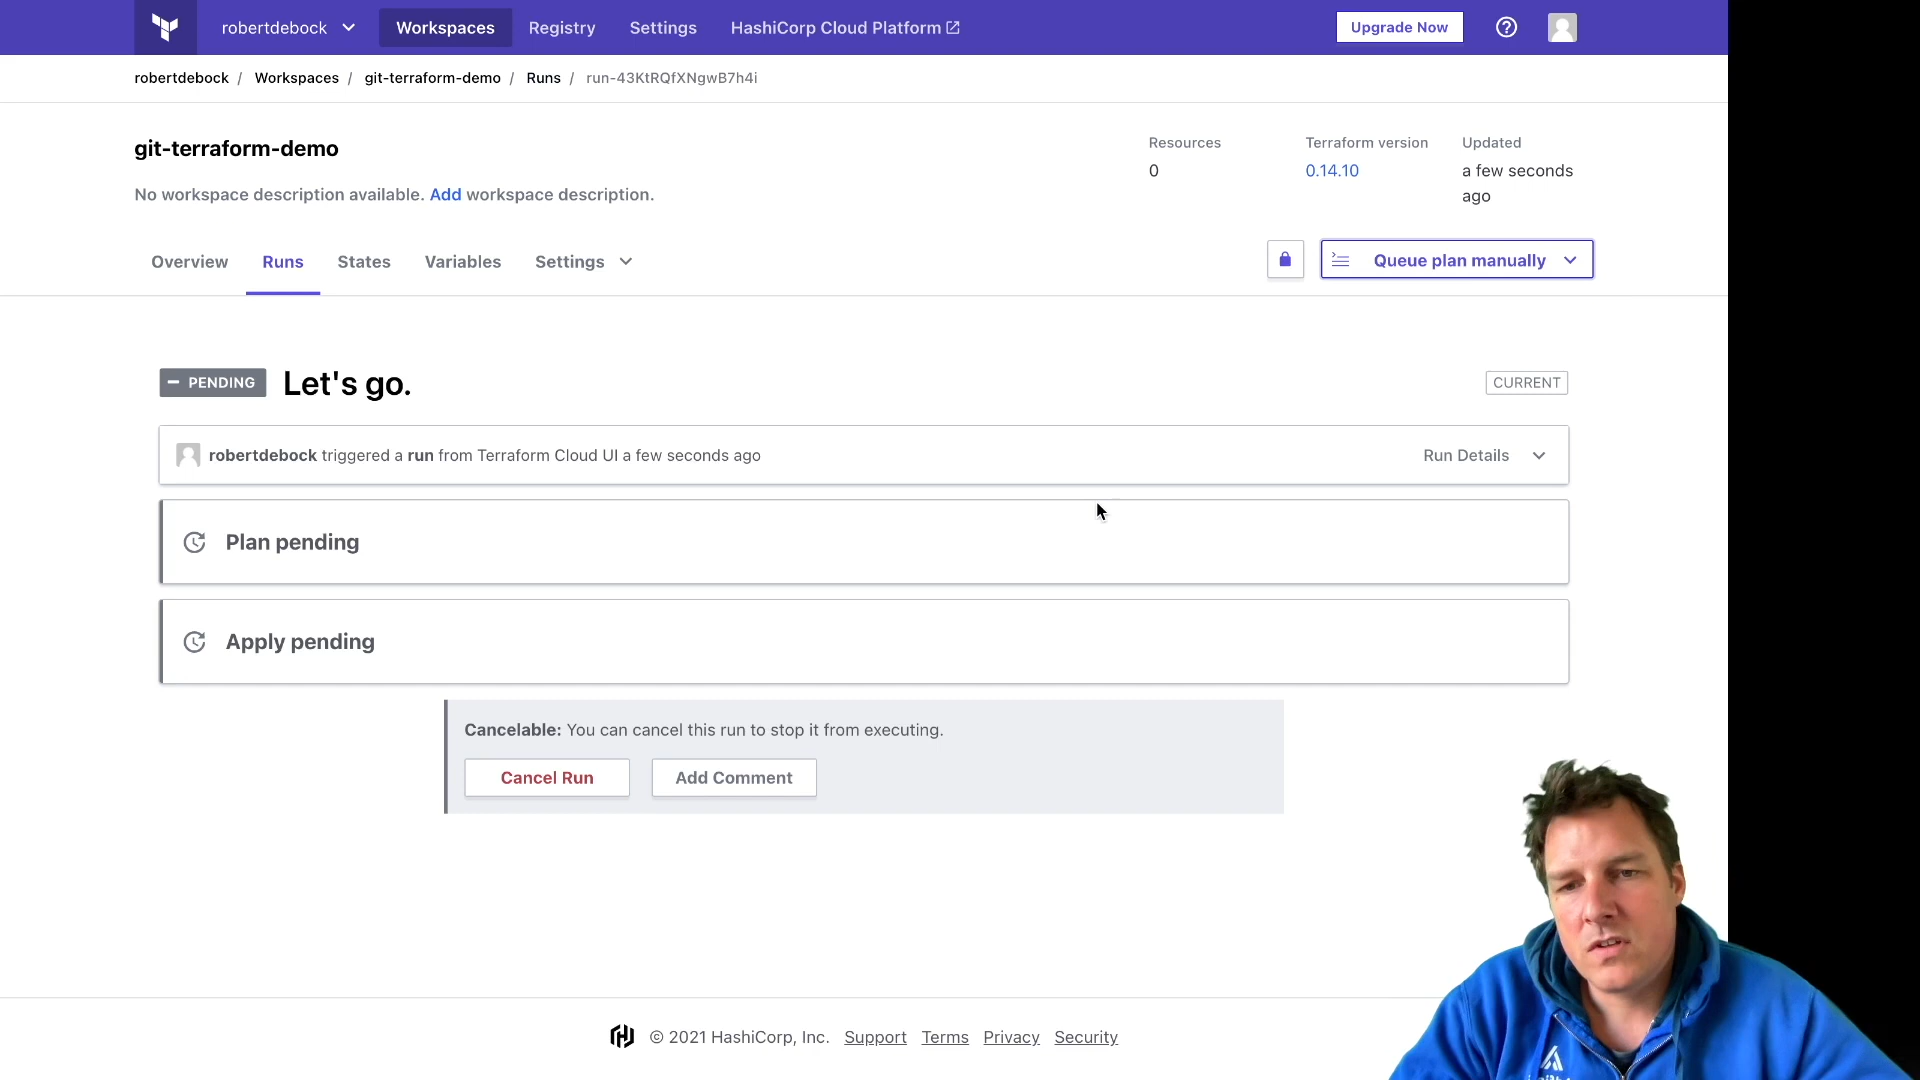 robertdebock
Workspaces
Registry
Settings
HashiCorp Cloud Platform
Upgrade Now
robertdebock / Workspaces / git-terraform-demo / Runs / run-43KtRQfXNgwB7h4i
git-terraform-demo
No workspace description available. Add workspace description.
Resources
0
Terraform version
0.14.10
Updated
a few seconds
ago
Overview
Runs
States
Variables
Settings
Queue plan manually
PENDING
Let's go.
CURRENT
robertdebock triggered a run from Terraform Cloud UI a few seconds ago
Run Details
Plan pending
Apply pending
Cancelable: You can cancel this run to stop it from executing.
Cancel Run
Add Comment
© 2021 HashiCorp, Inc.
Support
Terms
Privacy
Security